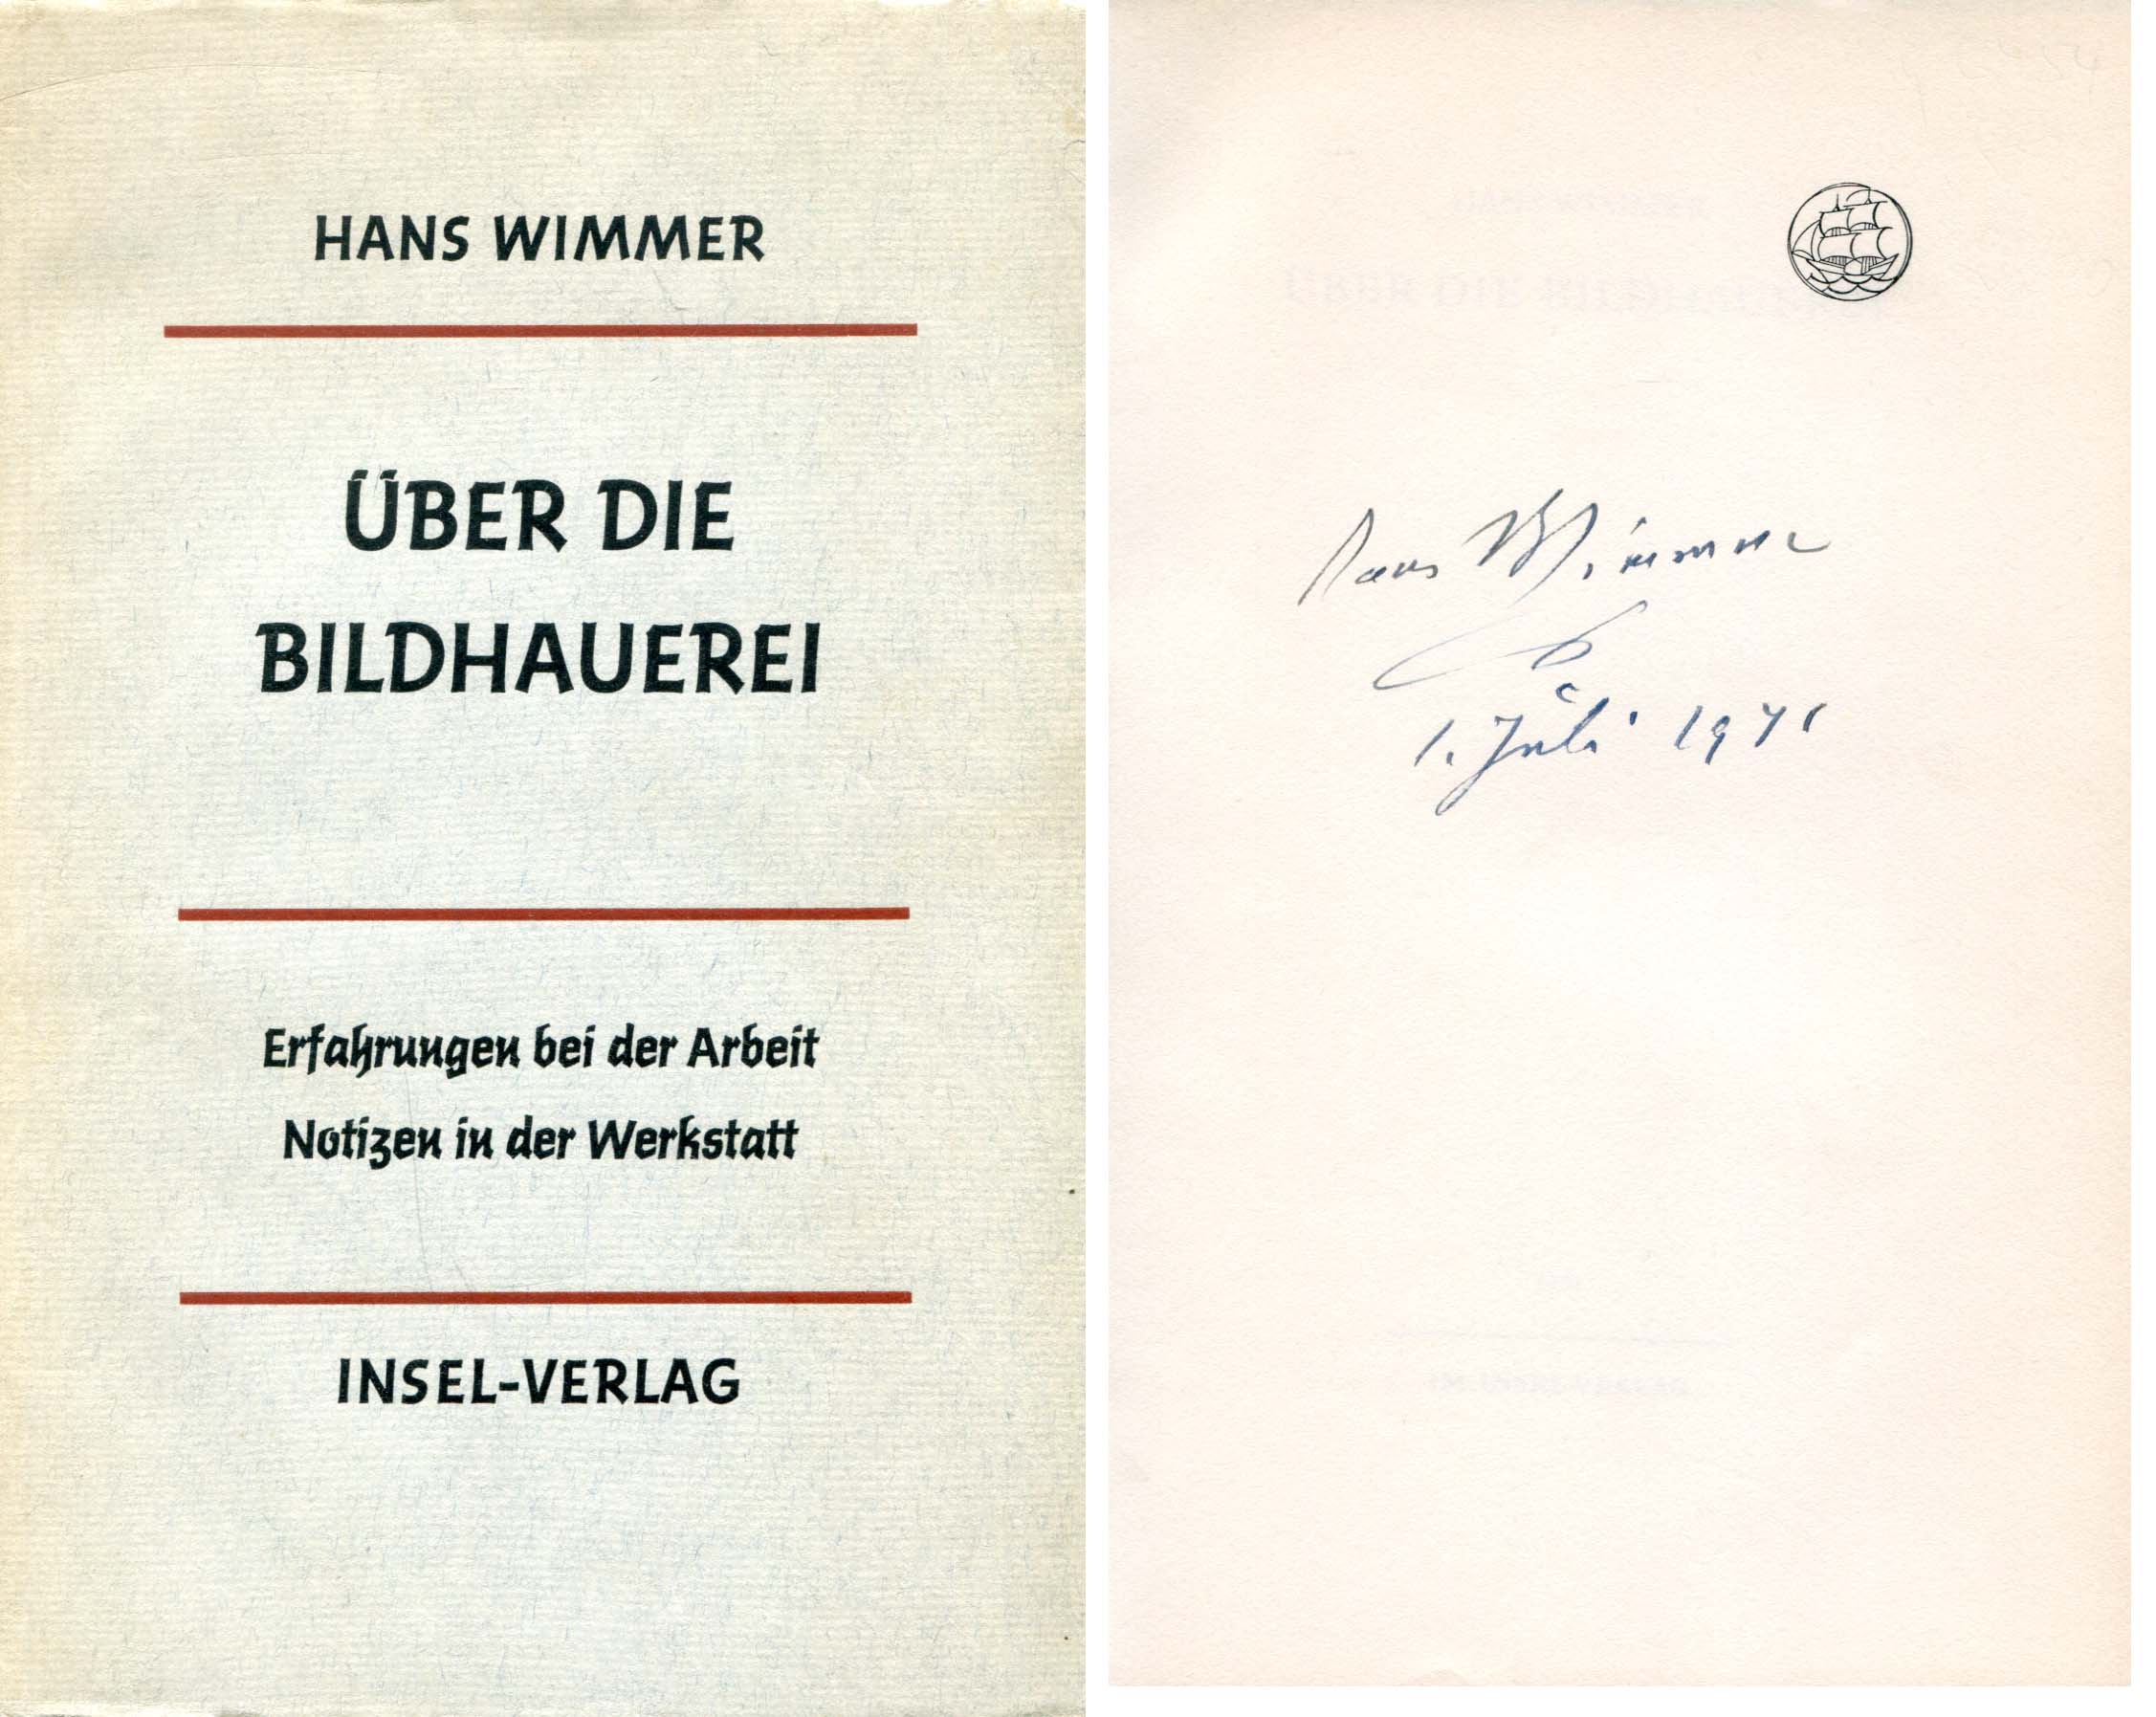 HANS WIMMER
ÜBER DIE
BILDHAUEREI
Erfahrungen bei der Arbeit
Notizen in der Werkstatt
INSEL-VERLAG
Hans Wimmer
1. Juli 1971